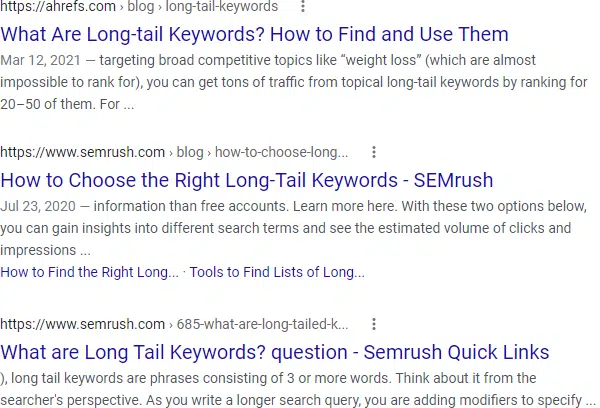 https://ahrefs.com › blog › long-tail-keywords
What Are Long-tail Keywords? How to Find and Use Them
Mar 12, 2021 — targeting broad competitive topics like “weight loss” (which are almost
impossible to rank for), you can get tons of traffic from topical long-tail keywords by ranking for
20–50 of them. For ...
https://www.semrush.com › blog › how-to-choose-long...
How to Choose the Right Long-Tail Keywords - SEMrush
Jul 23, 2020 — information than free accounts. Learn more here. With these two options below,
you can gain insights into different search terms and see the estimated volume of clicks and
impressions ...
How to Find the Right Long... · Tools to Find Lists of Long...
https://www.semrush.com › 685-what-are-long-tailed-k...
What are Long Tail Keywords? question - Semrush Quick Links
), long tail keywords are phrases consisting of 3 or more words. Think about it from the
searcher's perspective. As you write a longer search query, you are adding modifiers to specify ...